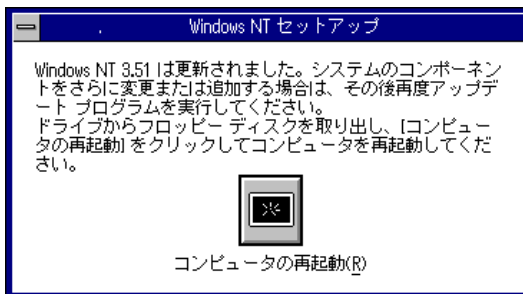 Windows NT セットアップ
Windows NT 3.51 は更新されました。システムのコンポーネン
トをさらに変更または追加する場合は、その後再度アップデ
ート プログラムを実行してください。
ドライブからフロッピー ディスクを取り出し、[コンピュー
タの再起動] をクリックしてコンピュータを再起動してくだ
さい。
コンピュータの再起動(R)